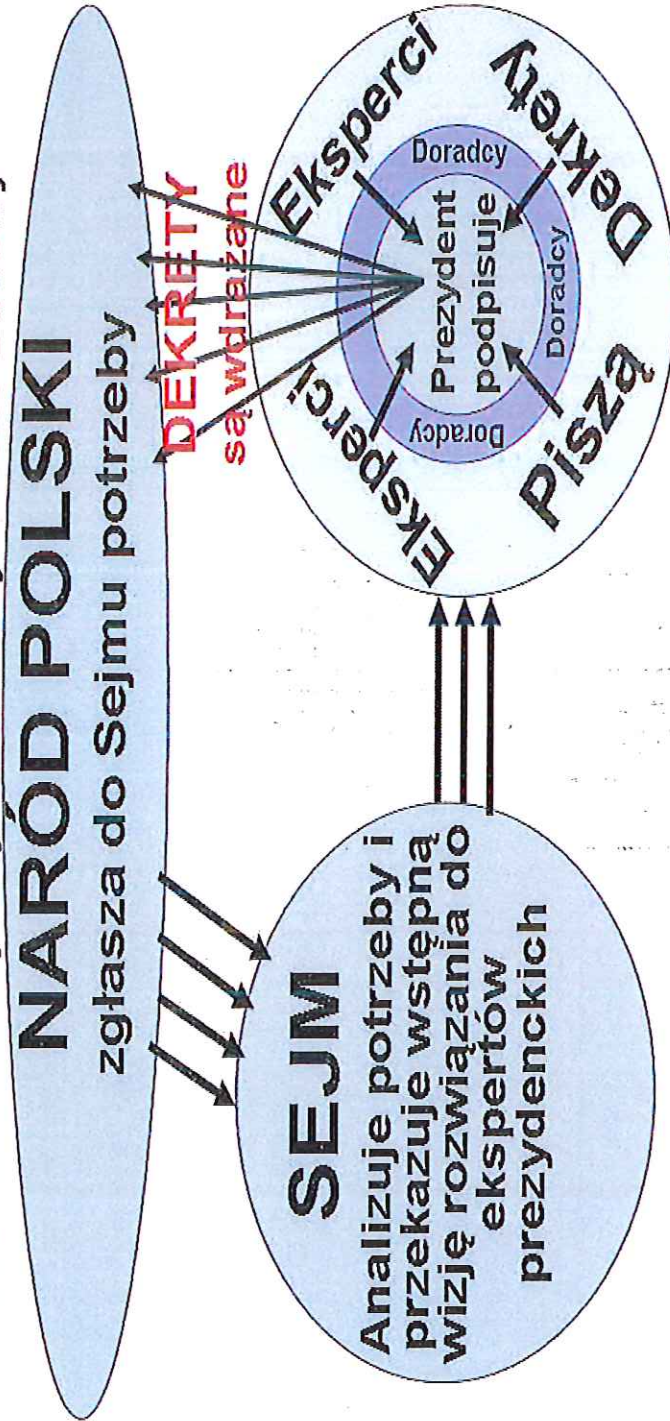 NARÓD POLSKI
zgłasza do Sejmu potrzeby
SEJM
Analizuje potrzeby i
przekazuje wstępną
wizję rozwiązania do
ekspertów
prezydenckich
DEKRETY
są wdrażane
Eksperci
Eksperci
Piszą
Dekrety
Doradcy
Doradcy
Doradcy
Prezydent
podpisuje